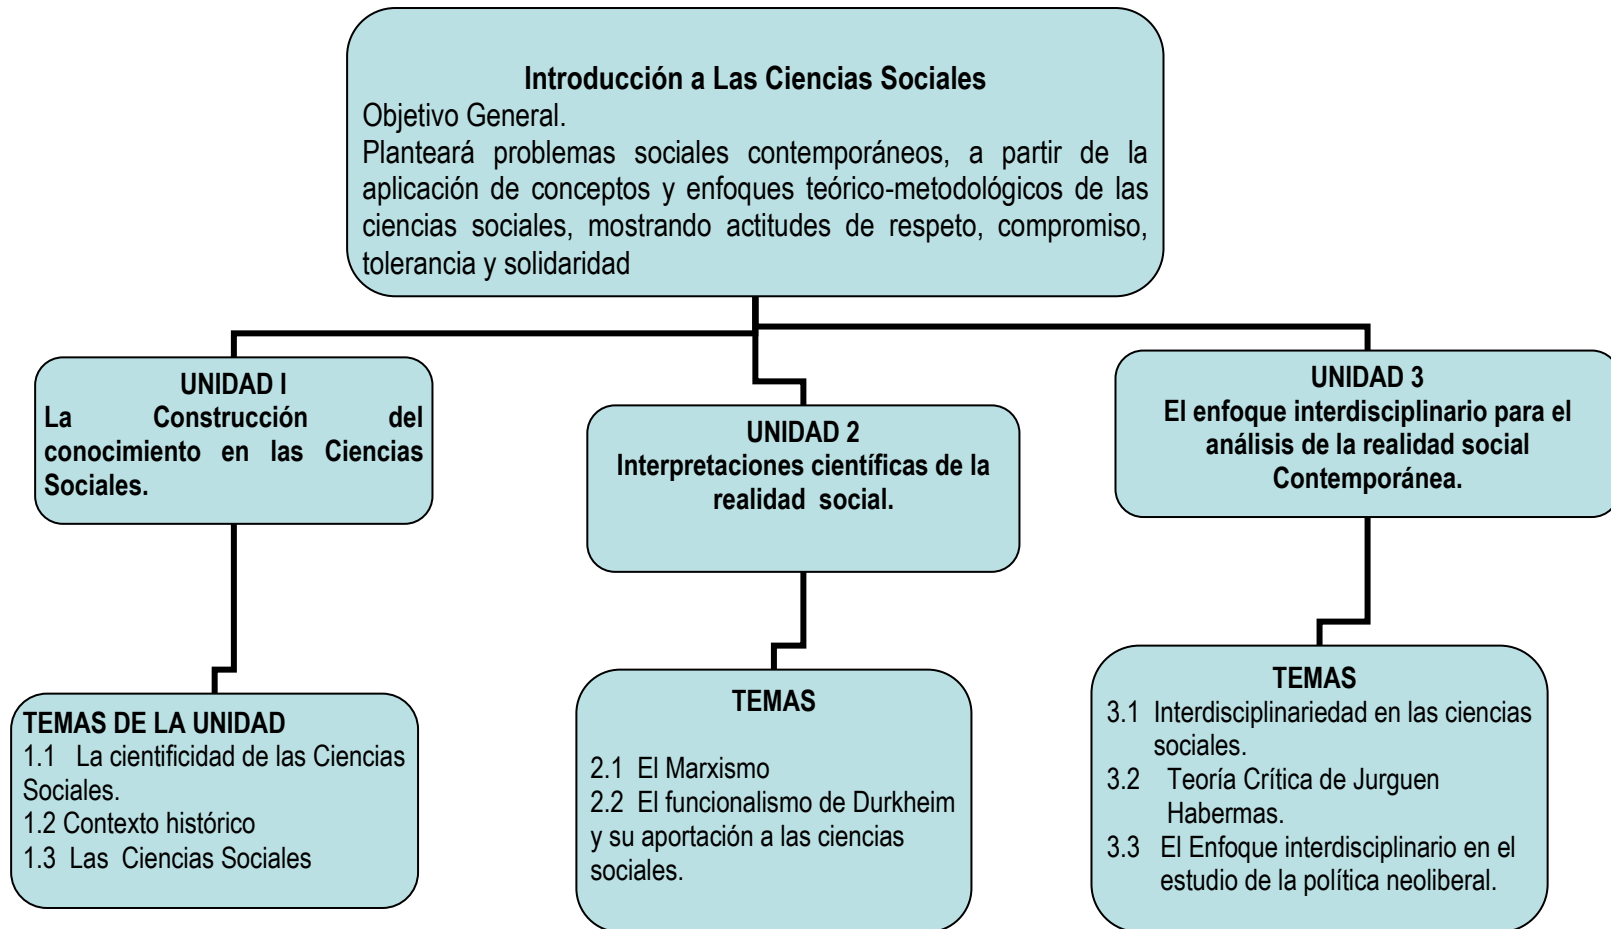 Introducción a Las Ciencias Sociales
Objetivo General.
Planteará problemas sociales contemporáneos, a partir de la
aplicación de conceptos y enfoques teórico-metodológicos de las
ciencias sociales, mostrando actitudes de respeto, compromiso,
tolerancia y solidaridad
UNIDAD I
La Construcción del
conocimiento en las Ciencias
Sociales.
UNIDAD 2
Interpretaciones científicas de la
realidad social.
UNIDAD 3
El enfoque interdisciplinario para el
análisis de la realidad social
Contemporánea.
TEMAS DE LA UNIDAD
1.1 La cientificidad de las Ciencias
Sociales.
1.2 Contexto histórico
1.3 Las Ciencias Sociales
TEMAS
2.1 El Marxismo
2.2 El funcionalismo de Durkheim
y su aportación a las ciencias
sociales.
TEMAS
3.1 Interdisciplinariedad en las ciencias
sociales.
3.2 Teoría Crítica de Jurguen
Habermas.
3.3 El Enfoque interdisciplinario en el
estudio de la política neoliberal.